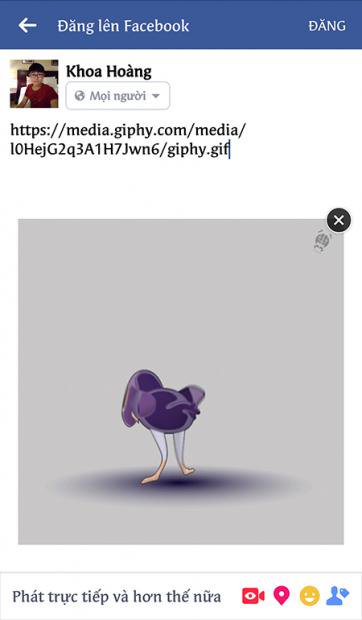 Đăng lên Facebook
ĐĂNG
Khoa Hoàng
Mọi người
https://media.giphy.com/media/
l0HejG2q3A1H7Jwn6/giphy.gif
Phát trực tiếp và hơn thế nữa